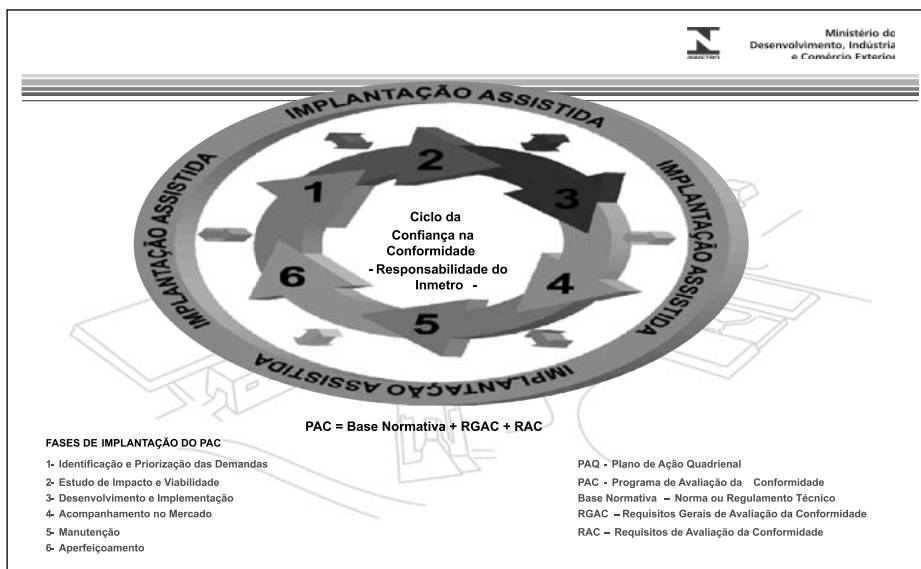 Ministério do
Desenvolvimento, Indústria
e Comércio Exterior
INMETRO
IMPLANTAÇÃO ASSISTIDA
IMPLANTAÇÃO ASSISTIDA
IMPLANTAÇÃO ASSISTIDA
IMPLANTAÇÃO ASSISTIDA
1
2
3
4
5
6
Ciclo da
Confiança na
Conformidade
- Responsabilidade do
Inmetro -
PAC = Base Normativa + RGAC + RAC
FASES DE IMPLANTAÇÃO DO PAC
1- Identificação e Priorização das Demandas
2- Estudo de Impacto e Viabilidade
3- Desenvolvimento e Implementação
4- Acompanhamento no Mercado
5- Manutenção
6- Aperfeiçoamento
PAQ - Plano de Ação Quadrienal
PAC - Programa de Avaliação da Conformidade
Base Normativa – Norma ou Regulamento Técnico
RGAC – Requisitos Gerais de Avaliação da Conformidade
RAC – Requisitos de Avaliação da Conformidade